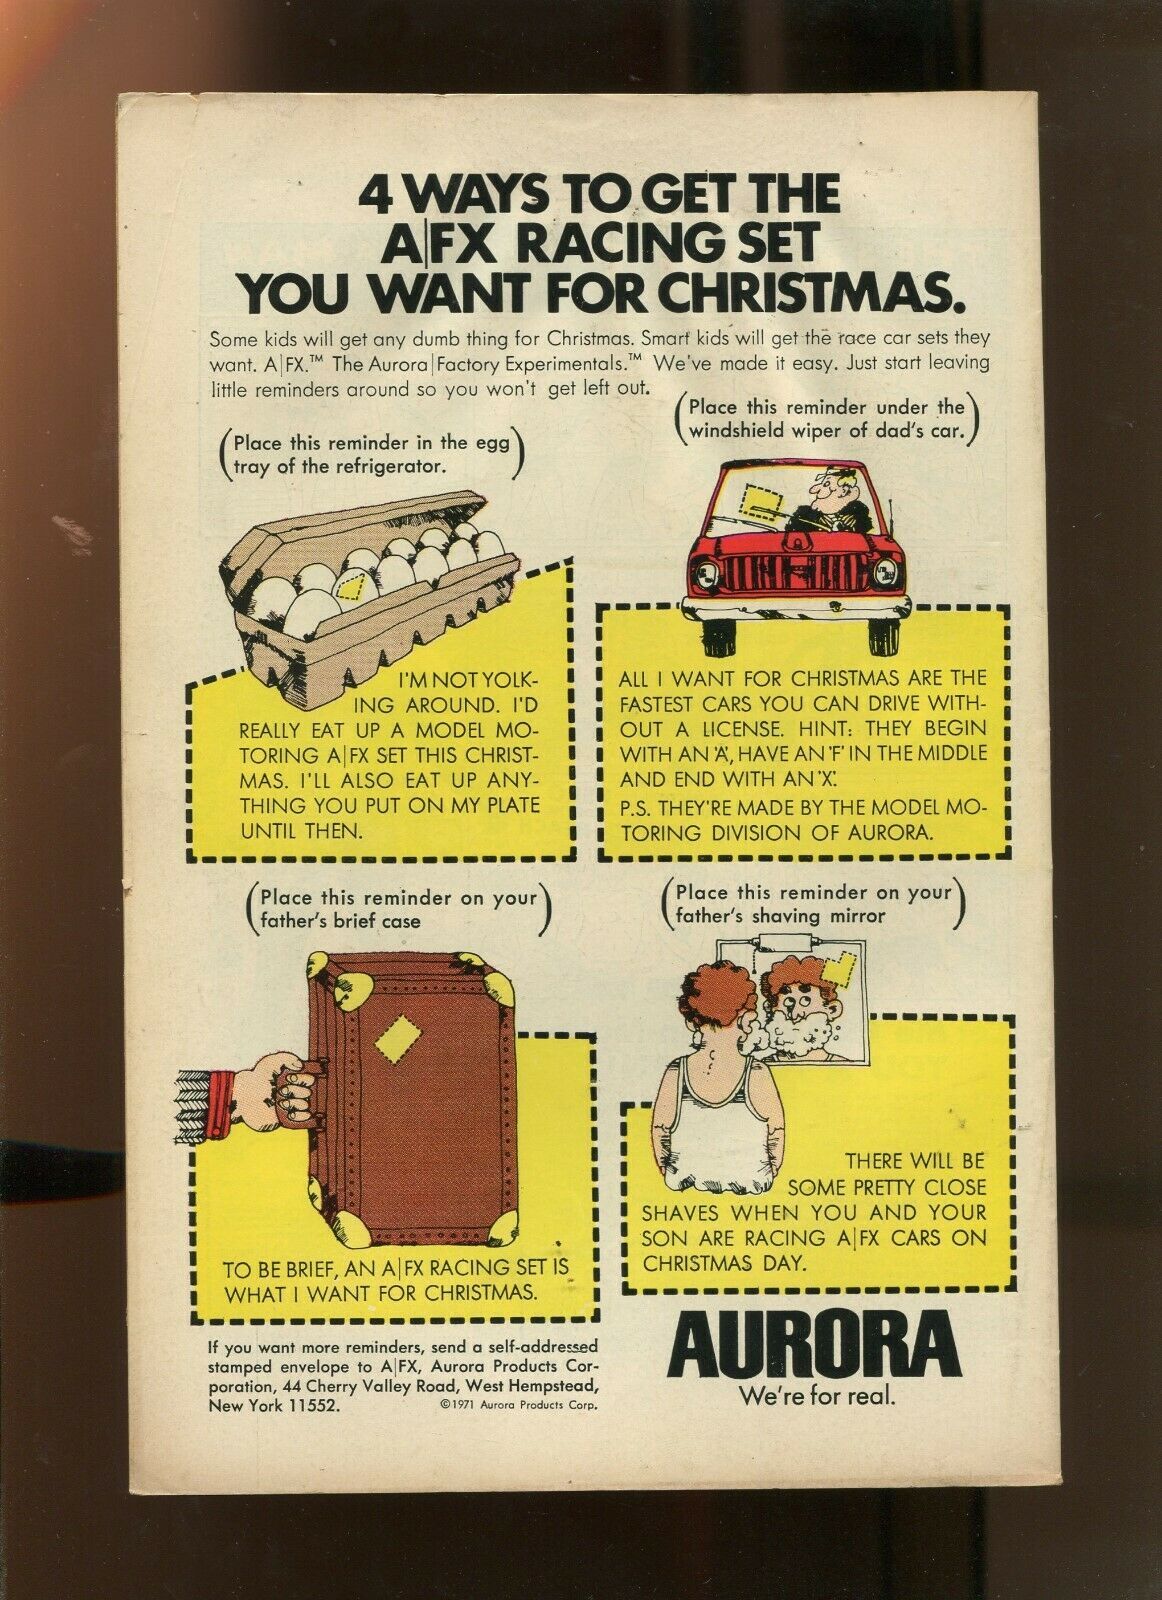 4 WAYS TO GET THE
A|FX RACING SET
YOU WANT FOR CHRISTMAS.
Some kids will get any dumb thing for Christmas. Smart kids will get the race car sets they
want. A|FX.™ The Aurora|Factory Experimentals.™ We've made it easy. Just start leaving
little reminders around so you won't get left out.
(Place this reminder in the egg
tray of the refrigerator.)
I'M NOT YOLK-
ING AROUND. I'D
REALLY EAT UP A MODEL MO-
TORING A|FX SET THIS CHRIST-
MAS. I'LL ALSO EAT UP ANY-
THING YOU PUT ON MY PLATE
UNTIL THEN.
(Place this reminder under the
windshield wiper of dad's car.)
ALL I WANT FOR CHRISTMAS ARE THE
FASTEST CARS YOU CAN DRIVE WITH-
OUT A LICENSE. HINT: THEY BEGIN
WITH AN 'A', HAVE AN 'F' IN THE MIDDLE
AND END WITH AN 'X'.
P.S. THEY'RE MADE BY THE MODEL MO-
TORING DIVISION OF AURORA.
(Place this reminder on your
father's brief case)
TO BE BRIEF, AN A|FX RACING SET IS
WHAT I WANT FOR CHRISTMAS.
(Place this reminder on your
father's shaving mirror)
THERE WILL BE
SOME PRETTY CLOSE
SHAVES WHEN YOU AND YOUR
SON ARE RACING A|FX CARS ON
CHRISTMAS DAY.
If you want more reminders, send a self-addressed
stamped envelope to A|FX, Aurora Products Cor-
poration, 44 Cherry Valley Road, West Hempstead,
New York 11552. ©1971 Aurora Products Corp.
AURORA
We're for real.